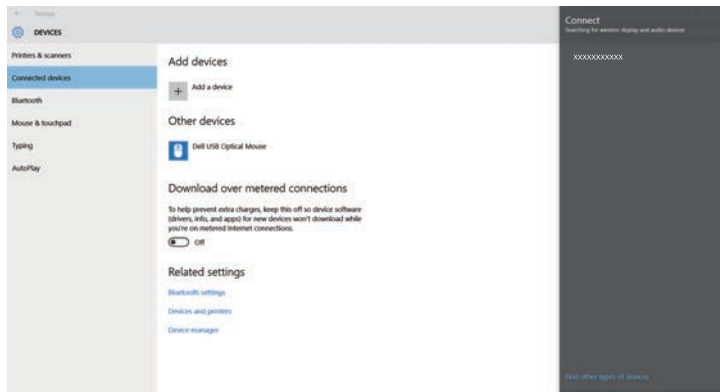 Settings
DEVICES
Printers & scanners
Connected devices
Bluetooth
Mouse & touchpad
Typing
AutoPlay
Add devices
Add a device
Other devices
Dell USB Optical Mouse
Download over metered connections
To help prevent extra charges, keep this off so device software
(drivers, info, and apps) for new devices won't download while
you're on metered Internet connections.
Off
Related settings
Bluetooth settings
Devices and printers
Device manager
Connect
Searching for wireless display and audio devices
XXXXXXXXXXX
Find other types of devices